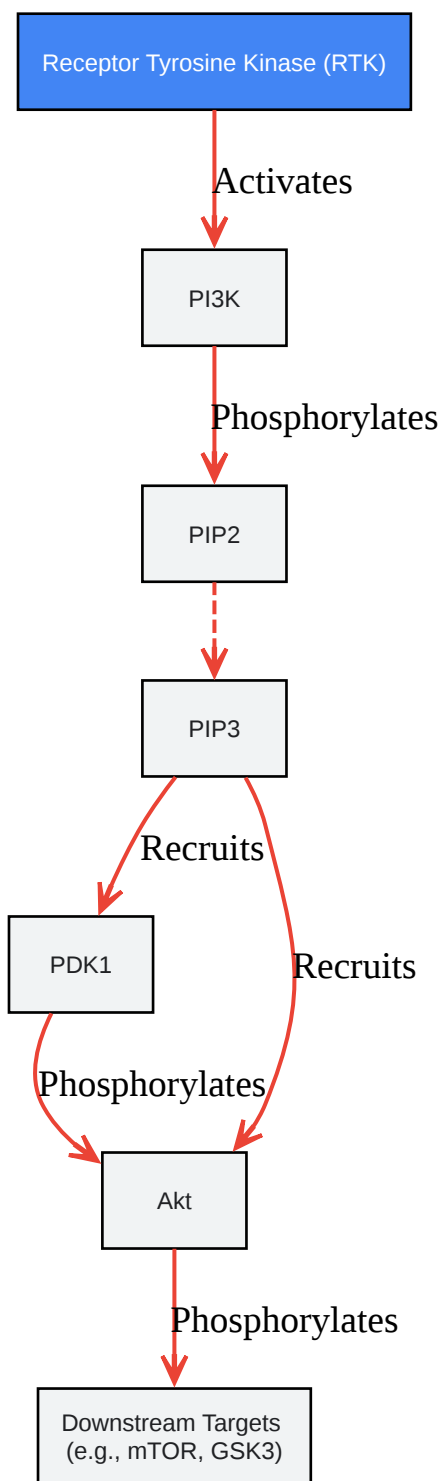 Receptor Tyrosine Kinase (RTK)
Activates
PI3K
Phosphorylates
PIP2
PIP3
Recruits
PDK1
Recruits
Phosphorylates
Akt
Phosphorylates
Downstream Targets
(e.g., mTOR, GSK3)